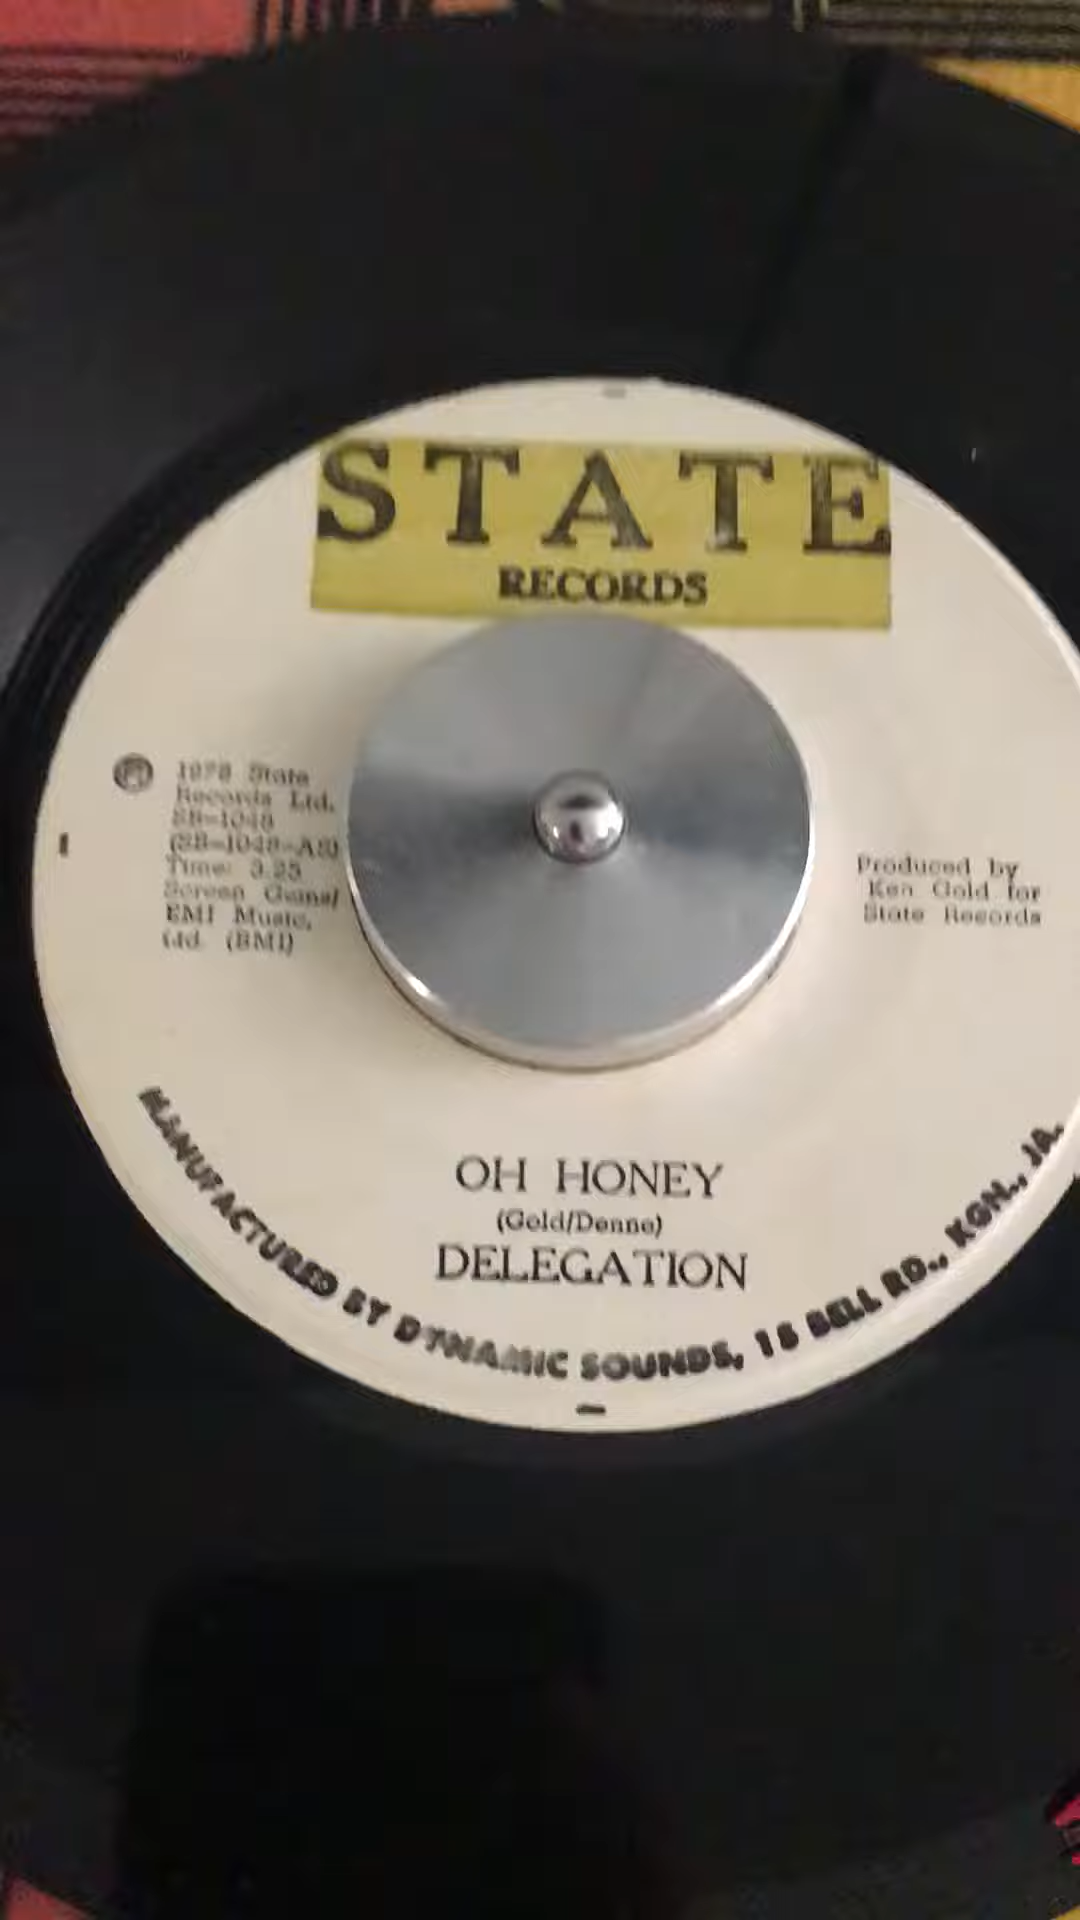 STATE
RECORDS
℗ 1978 State
Records Ltd.
SR-1048
(SR-1048-AS)
Time: 3.25
Screen Gems/
EMI Music,
Ltd. (BMI)
Produced by
Ken Gold for
State Records
OH HONEY
(Gold/Denne)
DELEGATION
MANUFACTURED BY DYNAMIC SOUNDS, 15 BELL RD., KGN., JA.